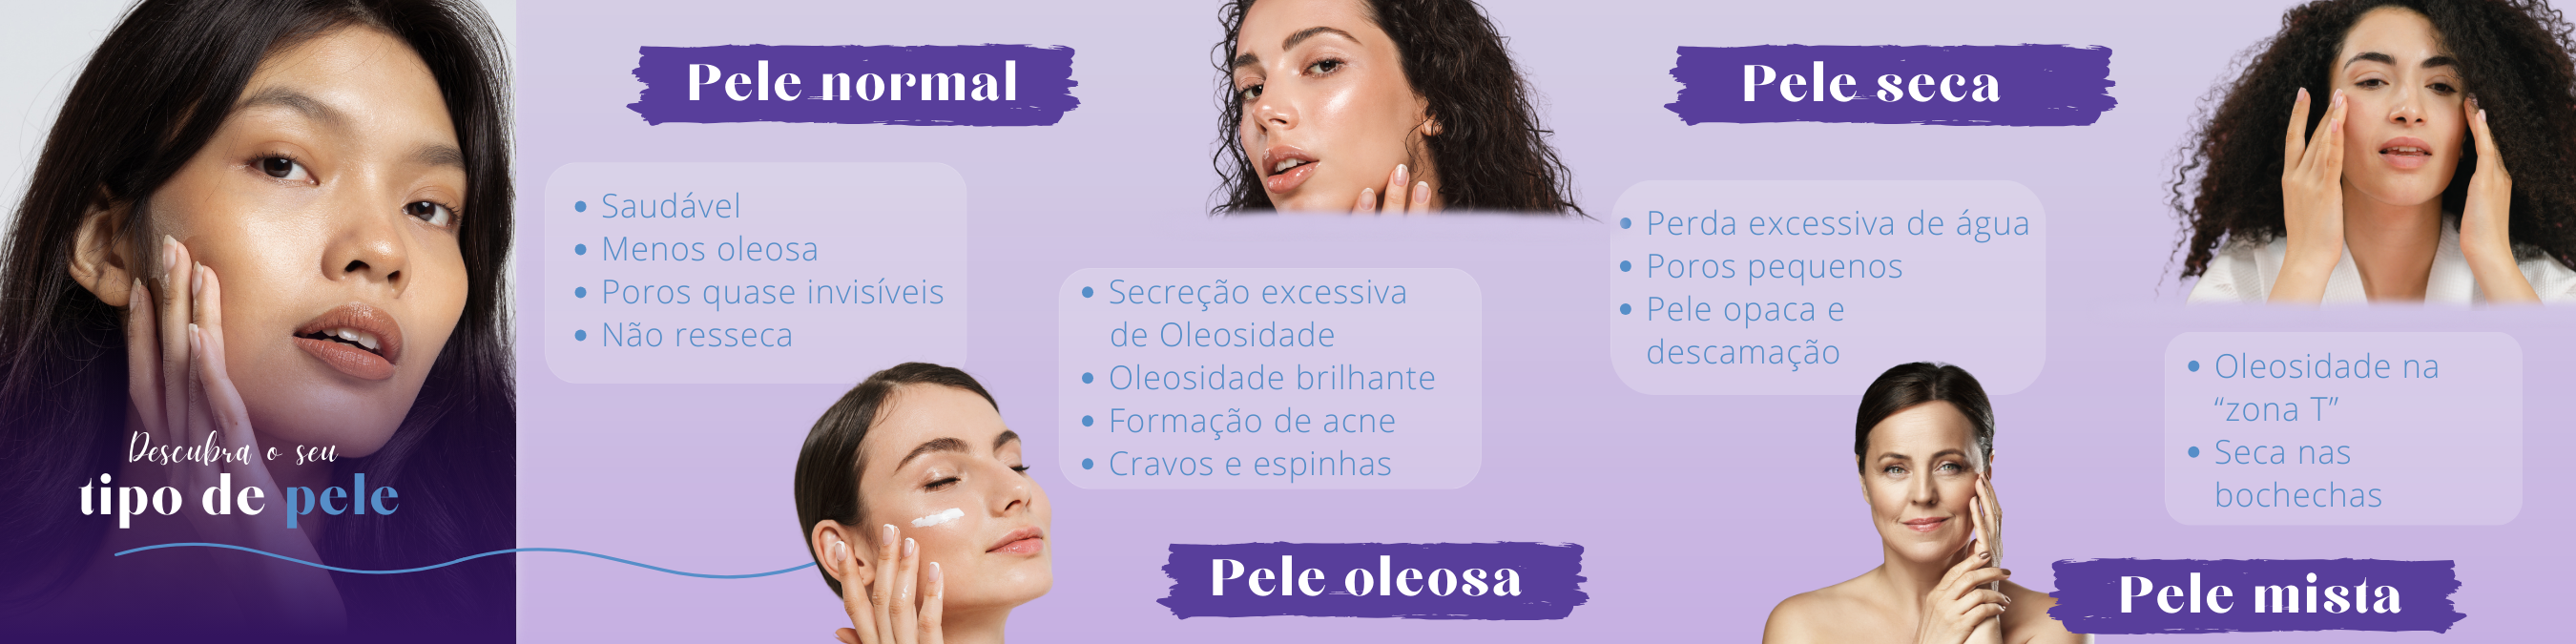 Descubra o seu
tipo de pele
Pele normal
• Saudável
• Menos oleosa
• Poros quase invisíveis
• Não resseca
• Secreção excessiva
de Oleosidade
• Oleosidade brilhante
• Formação de acne
• Cravos e espinhas
Pele oleosa
Pele seca
• Perda excessiva de água
• Poros pequenos
• Pele opaca e
descamação
• Oleosidade na
“zona T”
• Seca nas
bochechas
Pele mista